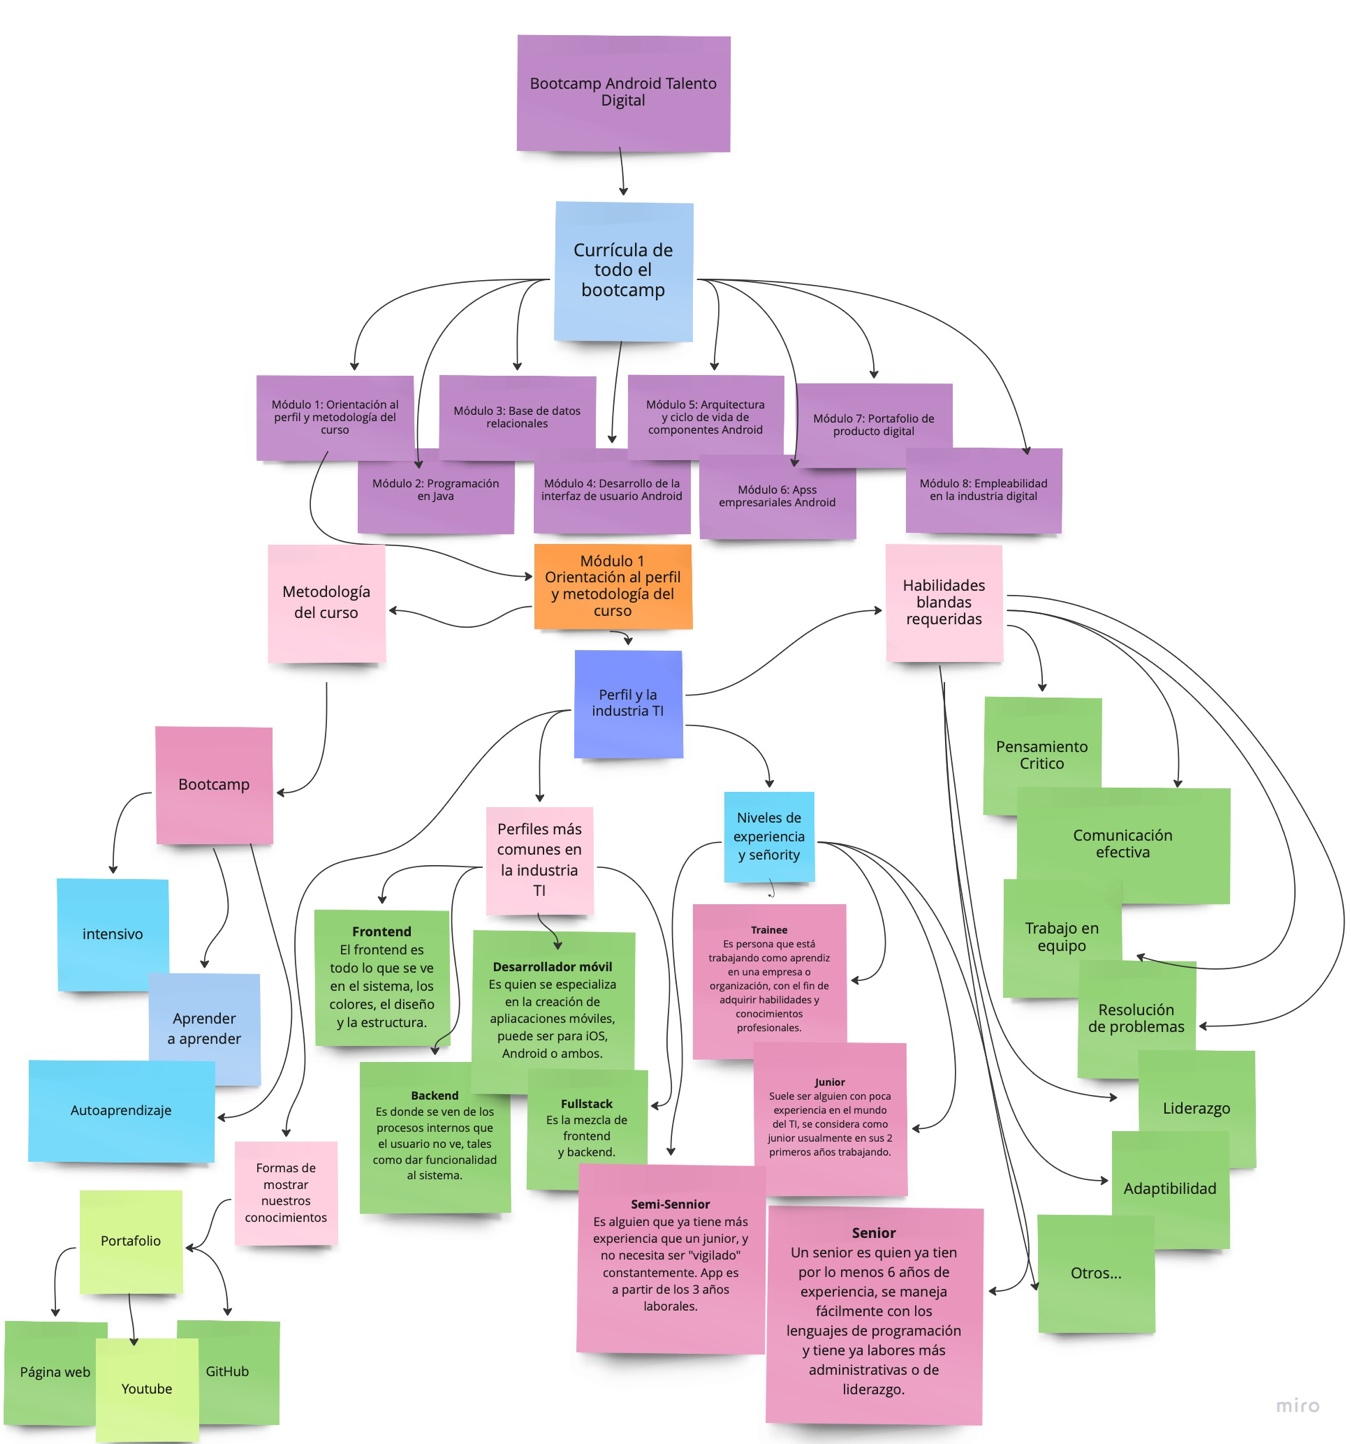 Bootcamp Android Talento
Digital
Currícula de
todo el
bootcamp
Módulo 1: Orientación al
perfil y metodología del
curso
Módulo 3: Base de datos
relacionales
Módulo 5: Arquitectura
y ciclo de vida de
componentes Android
Módulo 7: Portafolio de
producto digital
Módulo 2: Programación
en Java
Módulo 4: Desarrollo de la
interfaz de usuario Android
Módulo 6: Apss
empresariales Android
Módulo 8: Empleabilidad
en la industria digital
Metodología
del curso
Módulo 1
Orientación al perfil
y metodología del
curso
Habilidades
blandas
requeridas
Perfil y la
industria TI
Bootcamp
Pensamiento
Critico
Perfiles más
comunes en
la industria
TI
Niveles de
experiencia
y señority
Comunicación
efectiva
intensivo
Frontend
El frontend es
todo lo que se ve
en el sistema, los
colores, el diseño
y la estructura.
Desarrollador móvil
Es quien se especializa
en la creación de
apliacaciones móviles,
puede ser para iOS,
Android o ambos.
Trainee
Es persona que está
trabajando como aprendiz
en una empresa o
organización, con el fin de
adquirir habilidades y
conocimientos
profesionales.
Trabajo en
equipo
Aprender
a aprender
Resolución
de problemas
Autoaprendizaje
Backend
Es donde se ven de los
procesos internos que
el usuario no ve, tales
como dar funcionalidad
al sistema.
Fullstack
Es la mezcla de
frontend
y backend.
Junior
Suele ser alguien con poca
experiencia en el mundo
del TI, se considera como
junior usualmente en sus 2
primeros años trabajando.
Liderazgo
Formas de
mostrar
nuestros
conocimientos
Adaptibilidad
Portafolio
Semi-Sennior
Es alguien que ya tiene más
experiencia que un junior, y
no necesita ser "vigilado"
constantemente. App es
a partir de los 3 años
laborales.
Senior
Un senior es quien ya tien
por lo menos 6 años de
experiencia, se maneja
fácilmente con los
lenguajes de programación
y tiene ya labores más
administrativas o de
liderazgo.
Otros...
Página web
Youtube
GitHub
miro